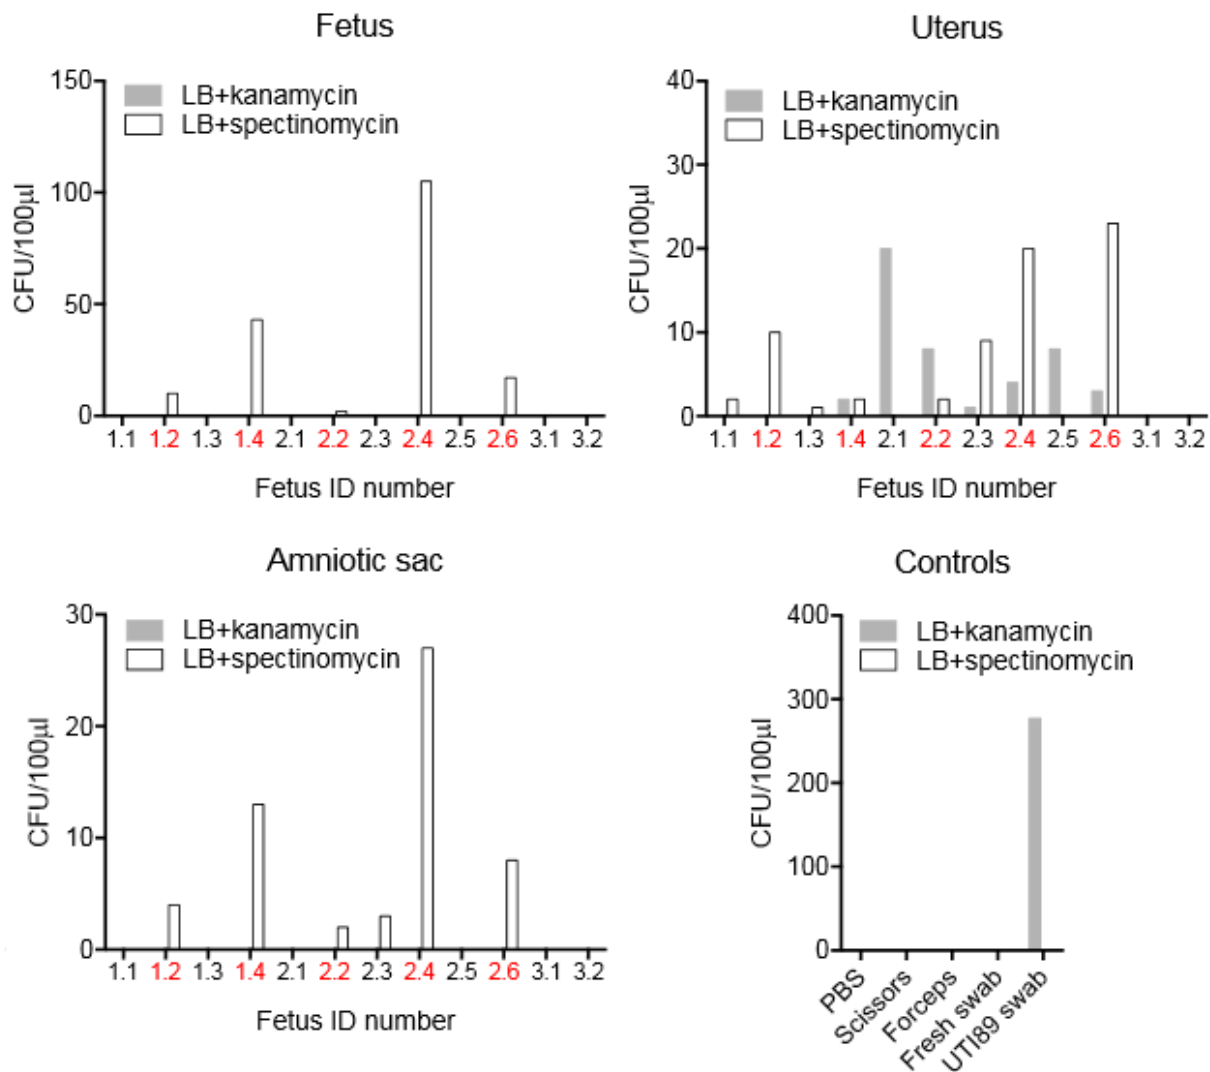 Fetus
150
LB+kanamycin
LB+spectinomycin
100
50
0
CFU/100µl
1.1 1.2 1.3 1.4 2.1 2.2 2.3 2.4 2.5 2.6 3.1 3.2
Fetus ID number
Uterus
40
LB+kanamycin
LB+spectinomycin
30
20
10
0
CFU/100µl
1.1 1.2 1.3 1.4 2.1 2.2 2.3 2.4 2.5 2.6 3.1 3.2
Fetus ID number
Amniotic sac
30
LB+kanamycin
LB+spectinomycin
20
10
0
CFU/100µl
1.1 1.2 1.3 1.4 2.1 2.2 2.3 2.4 2.5 2.6 3.1 3.2
Fetus ID number
Controls
400
LB+kanamycin
LB+spectinomycin
300
200
100
0
CFU/100µl
PBS
Scissors
Forceps
Fresh swab
UTI89 swab